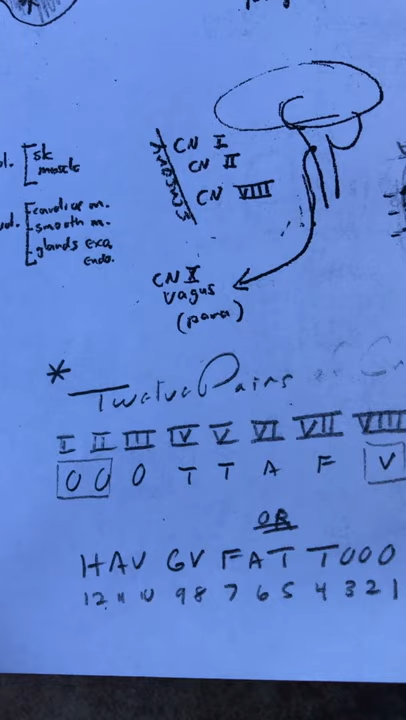 sk
muscle
cardiac m.
smooth m.
glands exo.
endo.
sensory
CN I
CN II
CN VIII
CN X
vagus
(para)
* Twelve Pairs of
I II III IV V VI VII VIII
O O O T T A F V
OR
HAV GV FAT TOOO
12 11 10 9 8 7 6 5 4 3 2 1